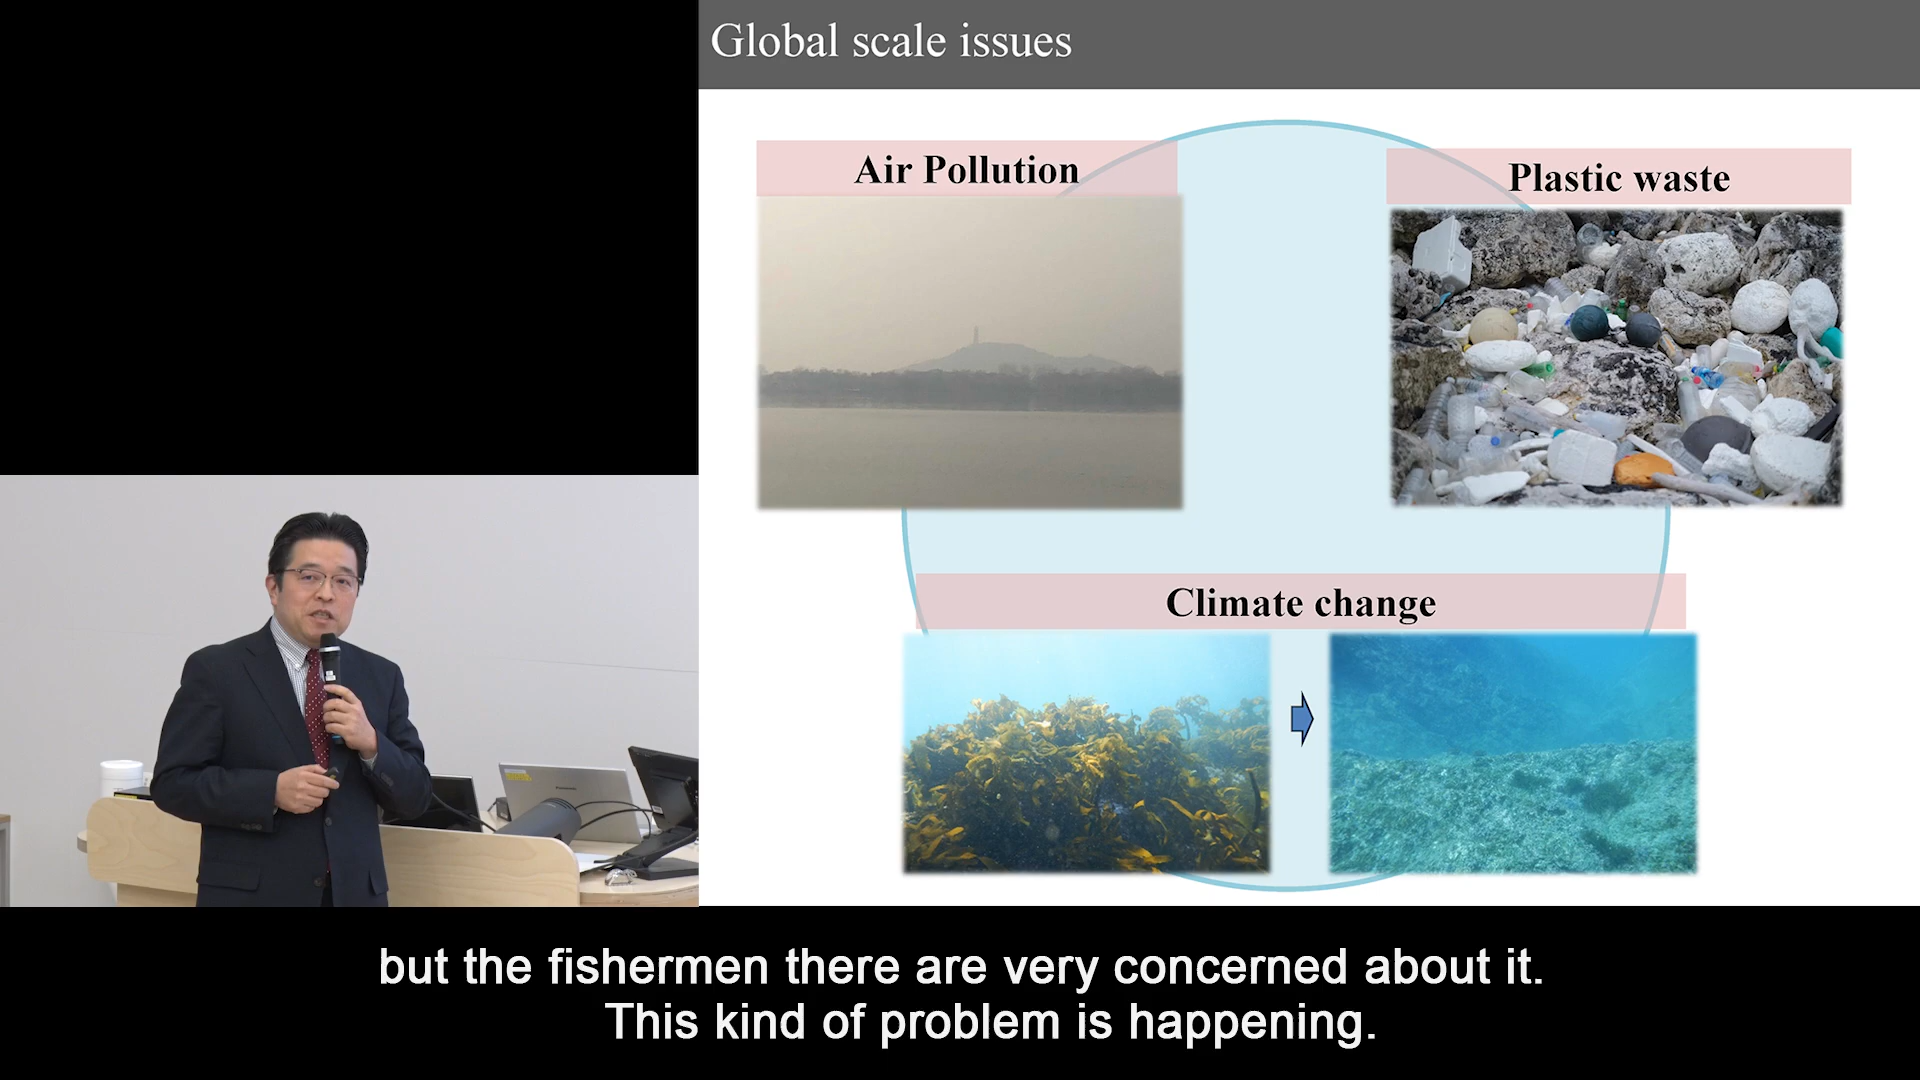 Global scale issues
Air Pollution
Plastic waste
Climate change
but the fishermen there are very concerned about it.
This kind of problem is happening.